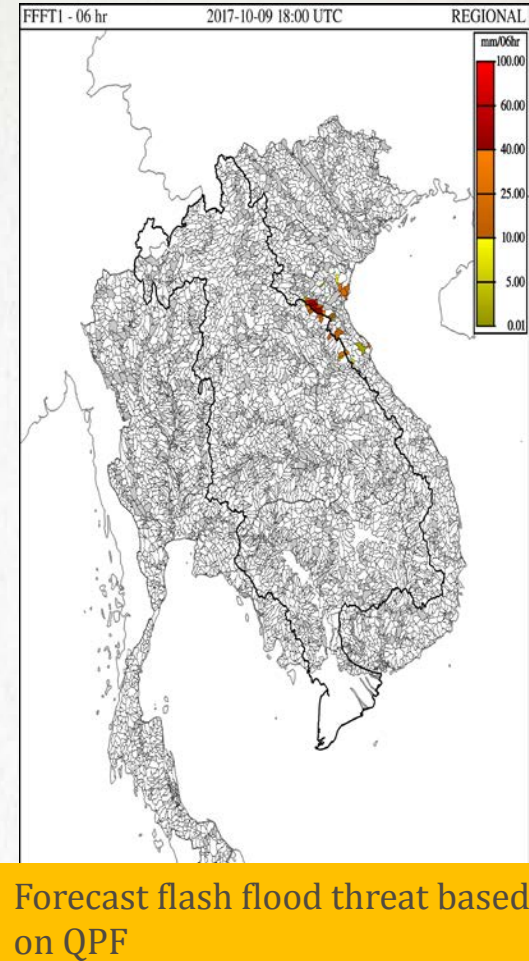 FFFT1 - 06 hr 2017-10-09 18:00 UTC REGIONAL
mm/06hr
100.00
60.00
40.00
25.00
10.00
5.00
0.01
Forecast flash flood threat based
on QPF